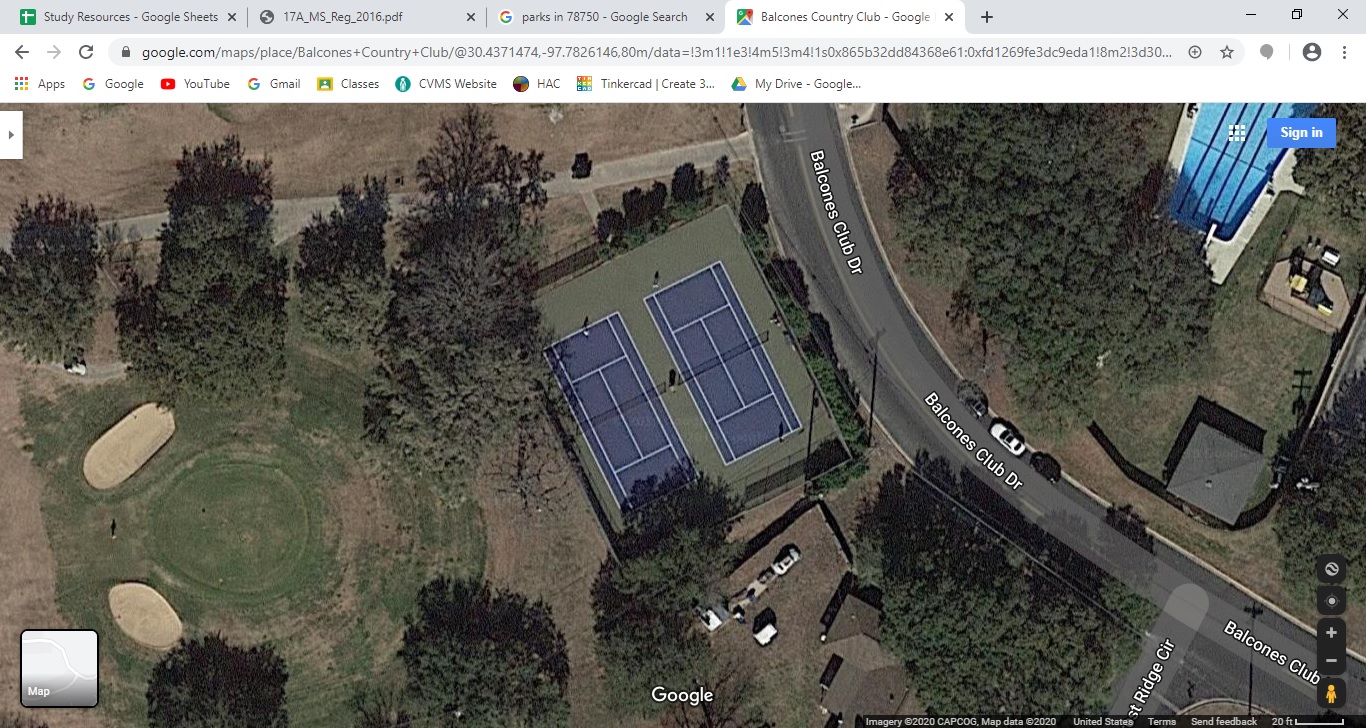 Study Resources - Google Sheets
17A_MS_Reg_2016.pdf
parks in 78750 - Google Search
Balcones Country Club - Google
google.com/maps/place/Balcones+Country+Club/@30.4371474,-97.7826146,80m/data=!3m1!1e3!4m5!3m4!1s0x865b32dd84368e61:0xfd1269fe3dc9eda1!8m2!3d30...
Apps Google YouTube Gmail Classes CVMS Website HAC Tinkercad | Create 3... My Drive - Google...
Sign in
Balcones Club Dr
Balcones Club Dr
Balcones Club
st Ridge Cir
Map
Google
Imagery ©2020 CAPCOG, Map data ©2020 United States Terms Send feedback 20 ft